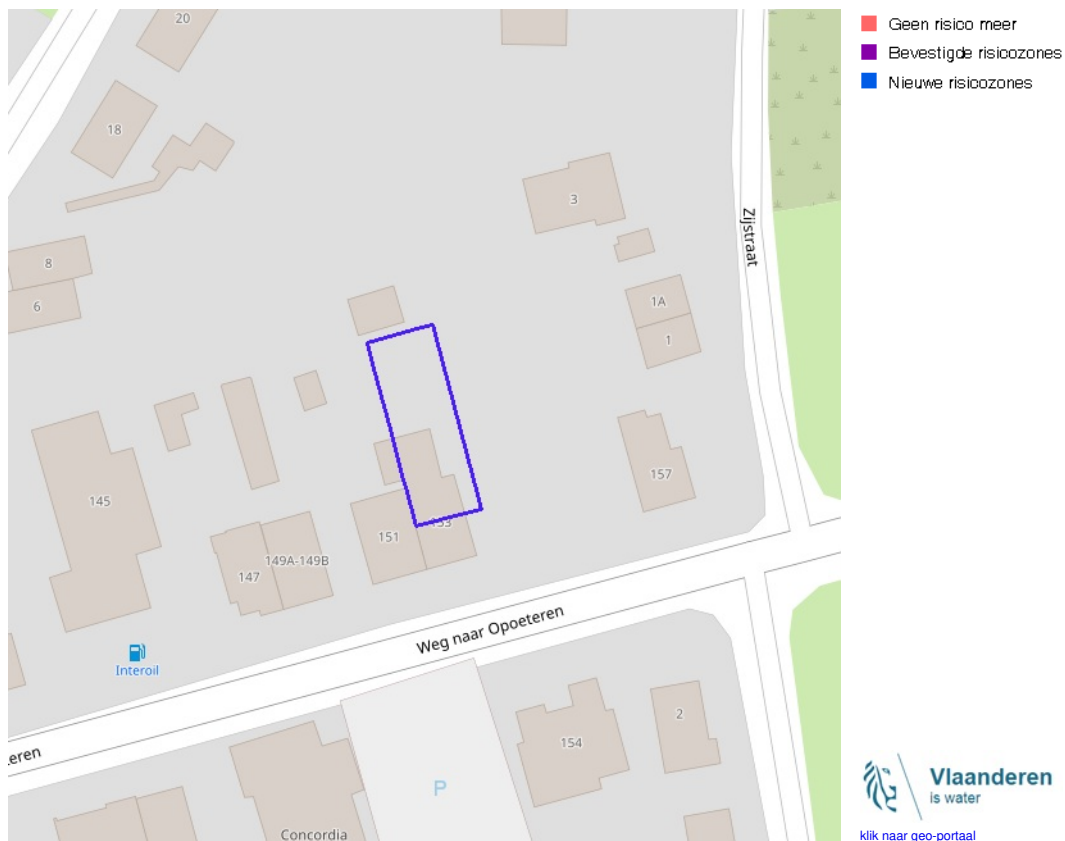 Geen risico meer
Bevestigde risicozones
Nieuwe risicozones
20
18
3
Zijstraat
8
6
1A
1
145
157
151
153
149A-149B
147
Weg naar Opoeteren
Interoil
eren
154
2
P
Concordia
Vlaanderen
is water
klik naar geo-portaal